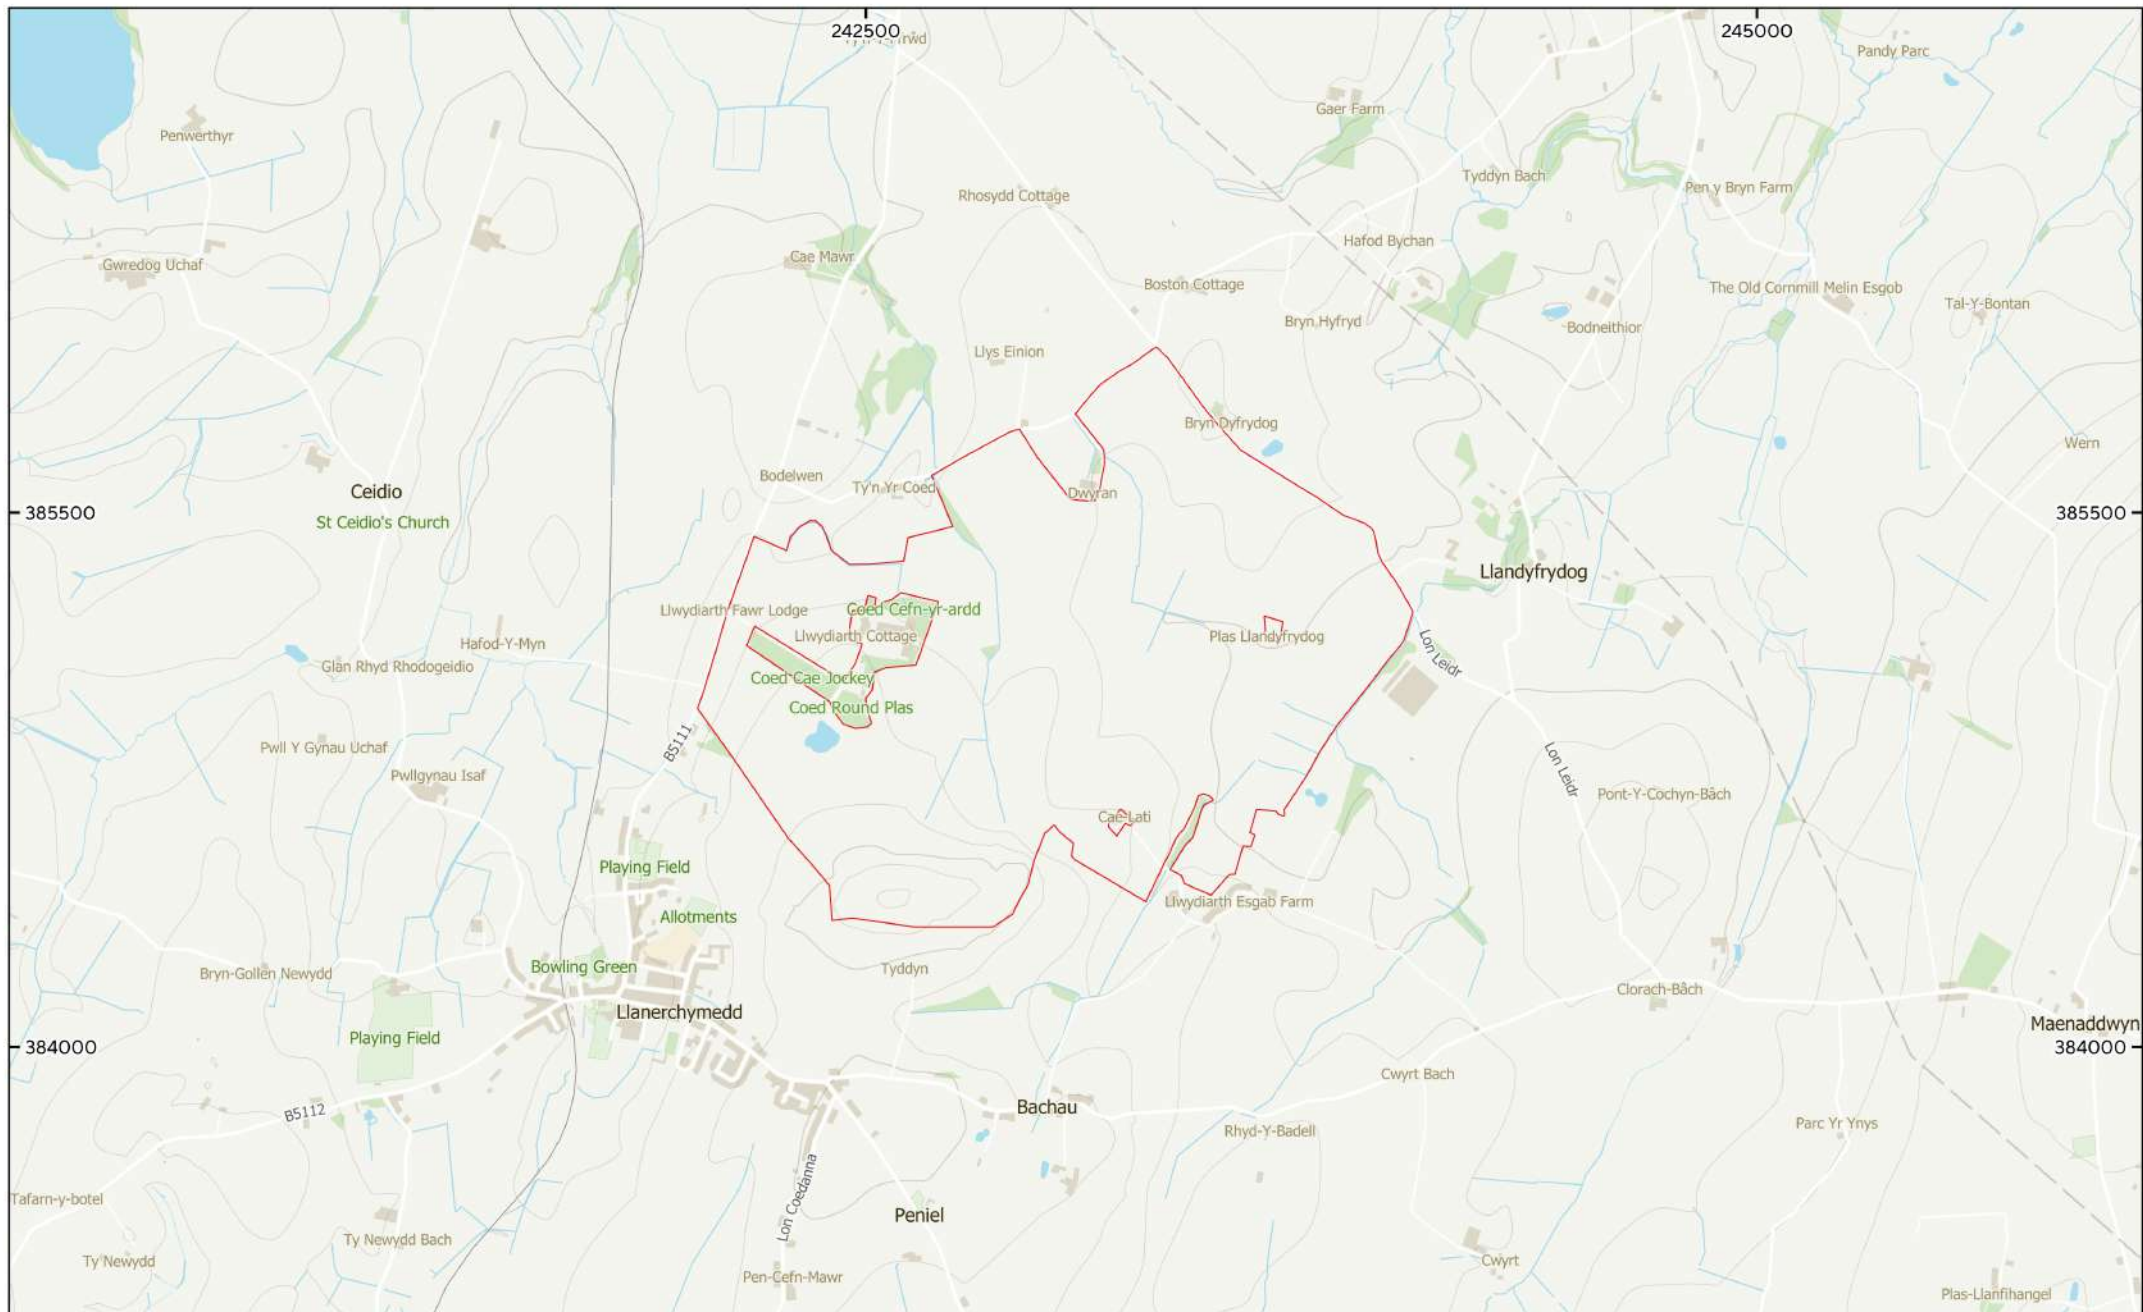 242500
245000
Pandy Parc
Gaer Farm
Penwerthyr
Tyddyn Bach
Pen y Bryn Farm
Rhosydd Cottage
Hafod Bychan
Cae Mawr
Gwredog Uchaf
Boston Cottage
The Old Cornmill Melin Esgob
Tal-Y-Bontan
Bryn Hyfryd
Bodneithior
Llys Einion
Bryn Dyfrydog
Wern
Bodelwen
Ty'n Yr Coed
Dwyran
Ceidio
385500
385500
St Ceidio's Church
Llandyfrydog
Llwydiarth Fawr Lodge
Coed Cefn-yr-ardd
Llwydiarth Cottage
Plas Llandyfrydog
Hafod-Y-Myn
Lon Leidr
Glan Rhyd Rhodogeidio
Coed Cae Jockey
Coed Round Plas
B5111
Pwll Y Gynau Uchaf
Lon Leidr
Pwllgynau Isaf
Pont-Y-Cochyn-Bâch
Cae Lati
Playing Field
Llwydiarth Esgab Farm
Allotments
Bryn-Gollen Newydd
Bowling Green
Tyddyn
Clorach-Bâch
Llanerchymedd
Maenaddwyn
Playing Field
384000
384000
Cwyrt Bach
B5112
Bachau
Rhyd-Y-Badell
Parc Yr Ynys
Lon Coedanna
Tafarn-y-botel
Peniel
Ty Newydd Bach
Ty Newydd
Cwyrt
Pen-Cefn-Mawr
Plas-Llanfihangel